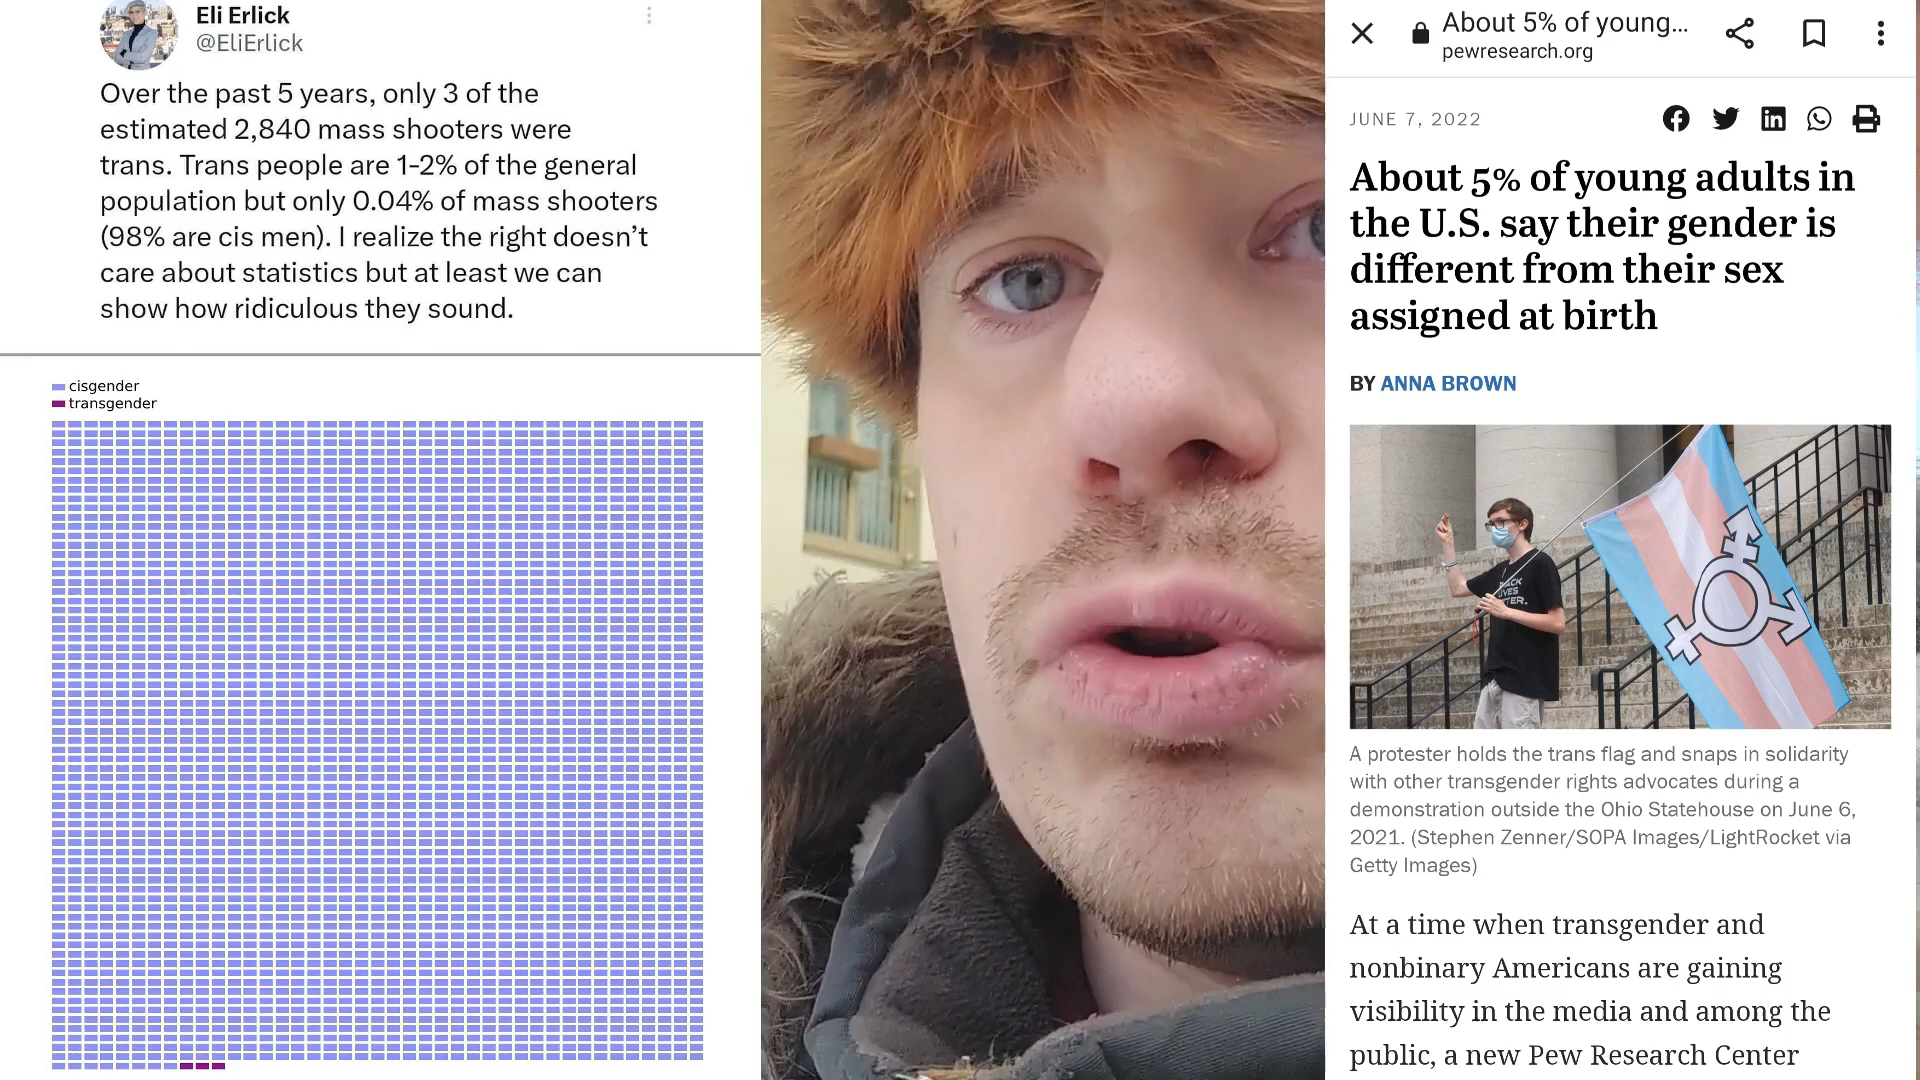 Eli Erlick
@EliErlick
Over the past 5 years, only 3 of the
estimated 2,840 mass shooters were
trans. Trans people are 1-2% of the general
population but only 0.04% of mass shooters
(98% are cis men). I realize the right doesn’t
care about statistics but at least we can
show how ridiculous they sound.
cisgender
transgender
About 5% of young...
pewresearch.org
JUNE 7, 2022
About 5% of young adults in
the U.S. say their gender is
different from their sex
assigned at birth
BY ANNA BROWN
A protester holds the trans flag and snaps in solidarity
with other transgender rights advocates during a
demonstration outside the Ohio Statehouse on June 6,
2021. (Stephen Zenner/SOPA Images/LightRocket via
Getty Images)
At a time when transgender and
nonbinary Americans are gaining
visibility in the media and among the
public, a new Pew Research Center